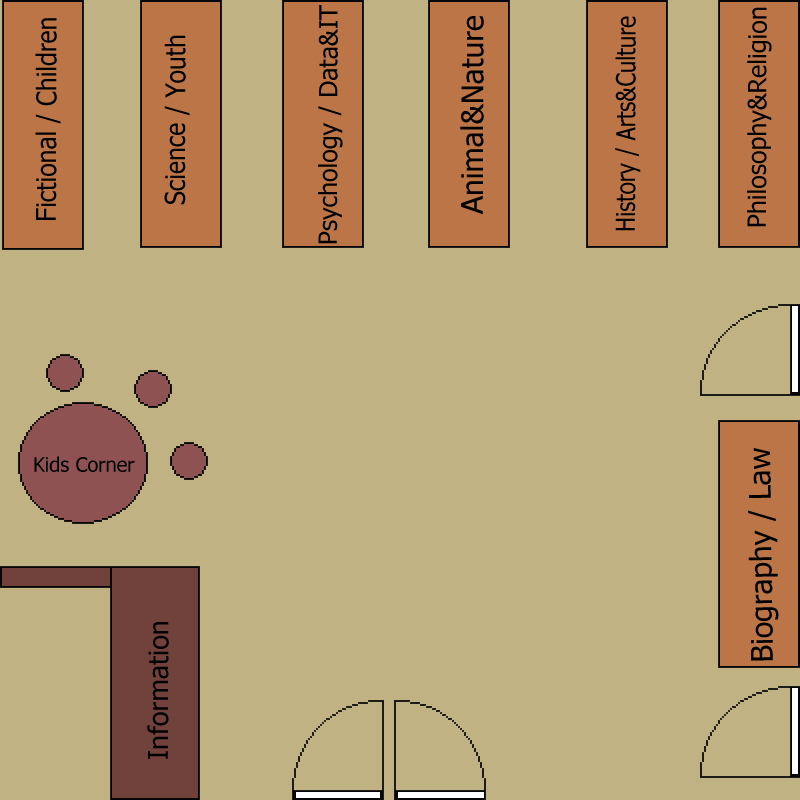 Fictional / Children
Science / Youth
Psychology / Data&IT
Animal&Nature
History / Arts&Culture
Philosophy&Religion
Kids Corner
Biography / Law
Information